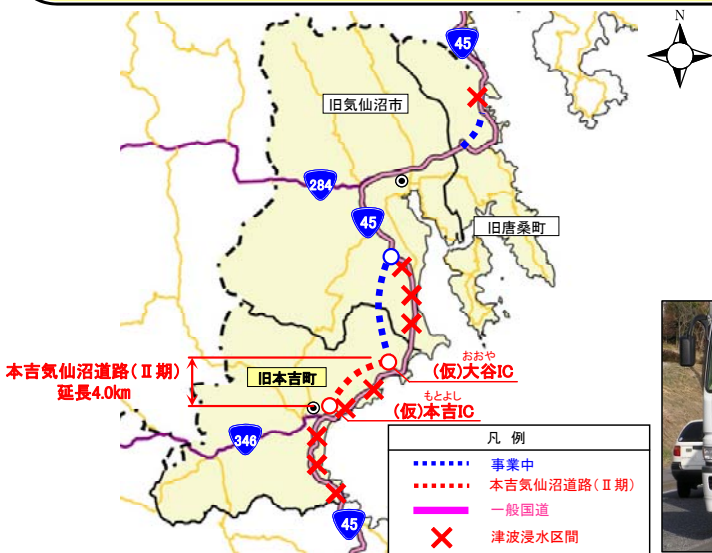 N
45
旧気仙沼市
284
45
旧唐桑町
おおや
(仮)大谷IC
本吉気仙沼道路(Ⅱ期)
延長4.0km
旧本吉町
もとよし
(仮)本吉IC
346
45
凡 例
事業中
本吉気仙沼道路(Ⅱ期)
一般国道
津波浸水区間